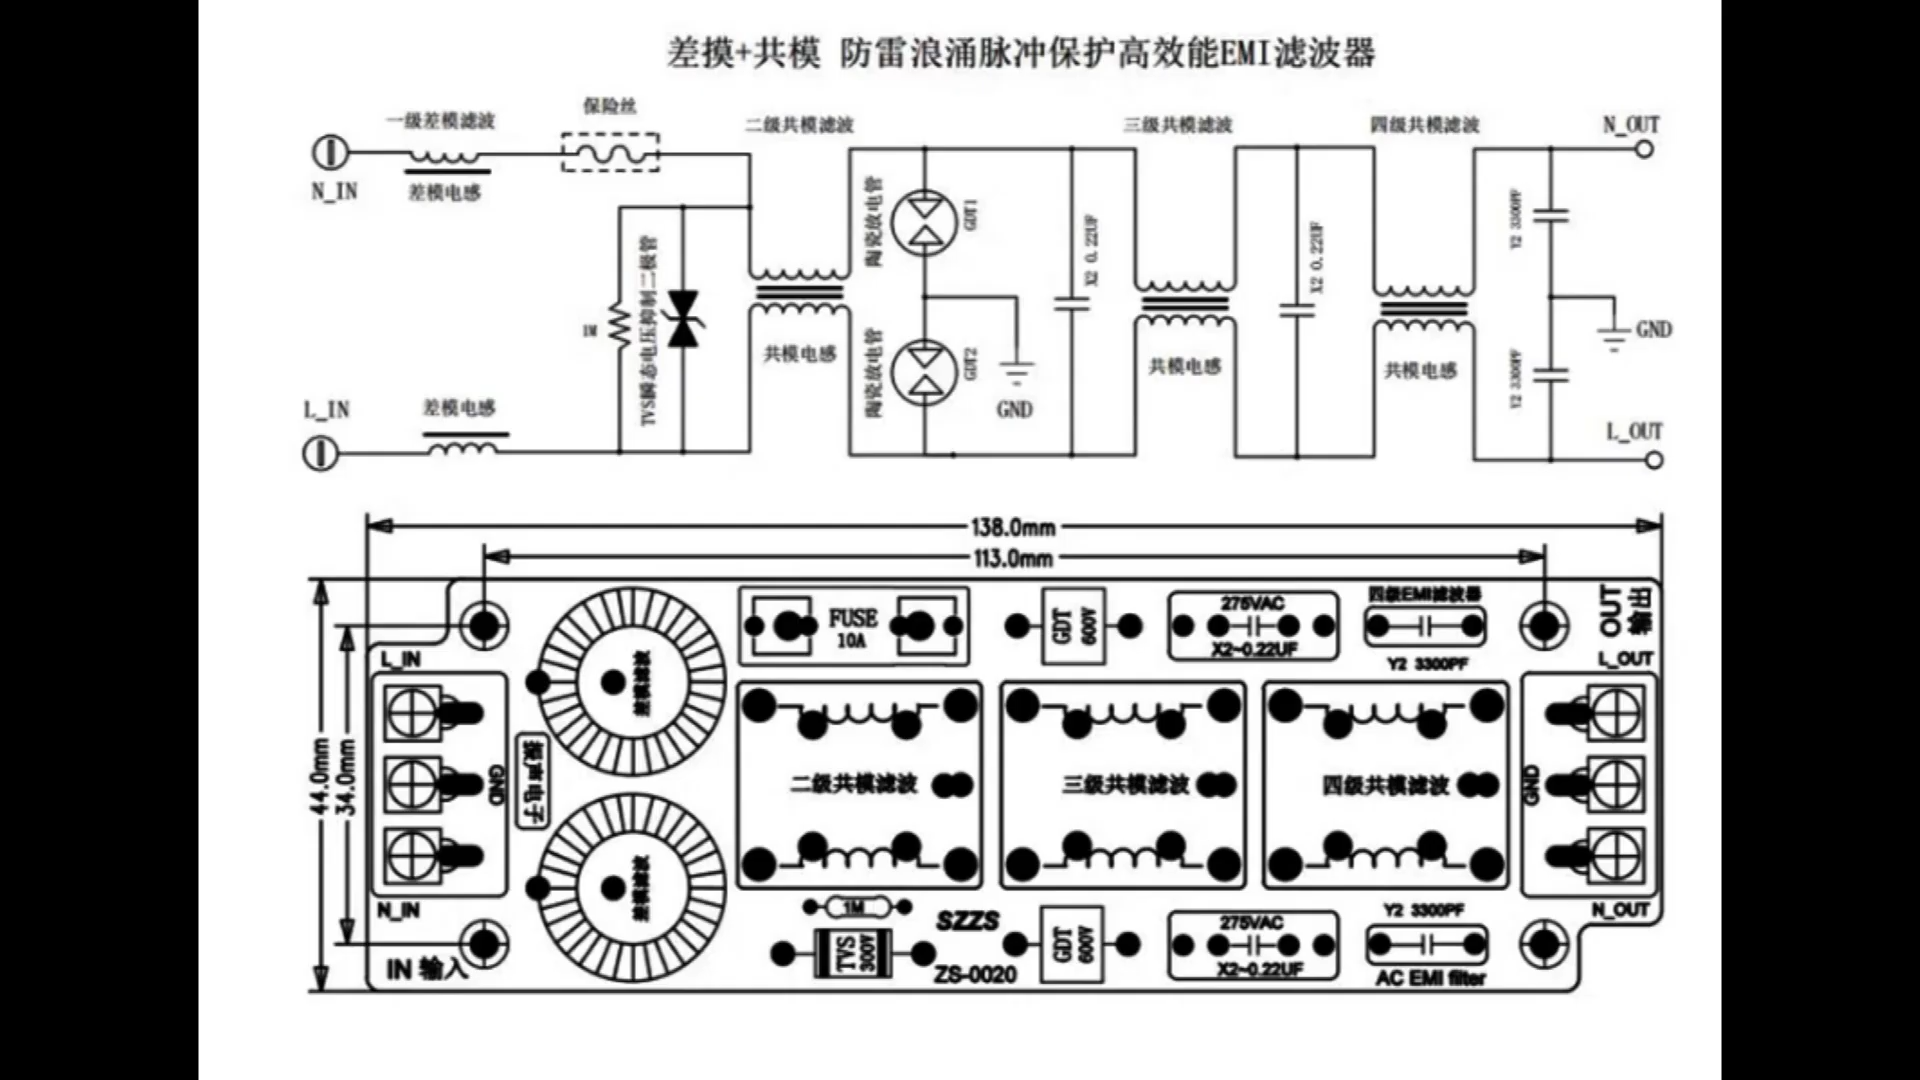 差摸+共模 防雷浪涌脉冲保护高效能EMI滤波器
一级差模滤波
保险丝
二级共模滤波
三级共模滤波
四级共模滤波
N_OUT
N_IN
差模电感
陶瓷放电管
GDT1
X2 0.22UF
X2 0.22UF
Y2 3300PF
1M
TVS瞬态电压抑制二极管
共模电感
共模电感
共模电感
GND
陶瓷放电管
GDT2
GND
Y2 3300PF
L_IN
差模电感
L_OUT
138.0mm
113.0mm
44.0mm
34.0mm
L_IN
GND
N_IN
IN 输入
振声电子
差模滤波
差模滤波
FUSE
10A
GDT
600V
275VAC
X2~0.22UF
四级EMI滤波器
Y2 3300PF
OUT
输出
L_OUT
二级共模滤波
三级共模滤波
四级共模滤波
GND
N_OUT
1M
TVS
300V
SZZS
ZS-0020
GDT
600V
275VAC
X2~0.22UF
Y2 3300PF
AC EMI filter